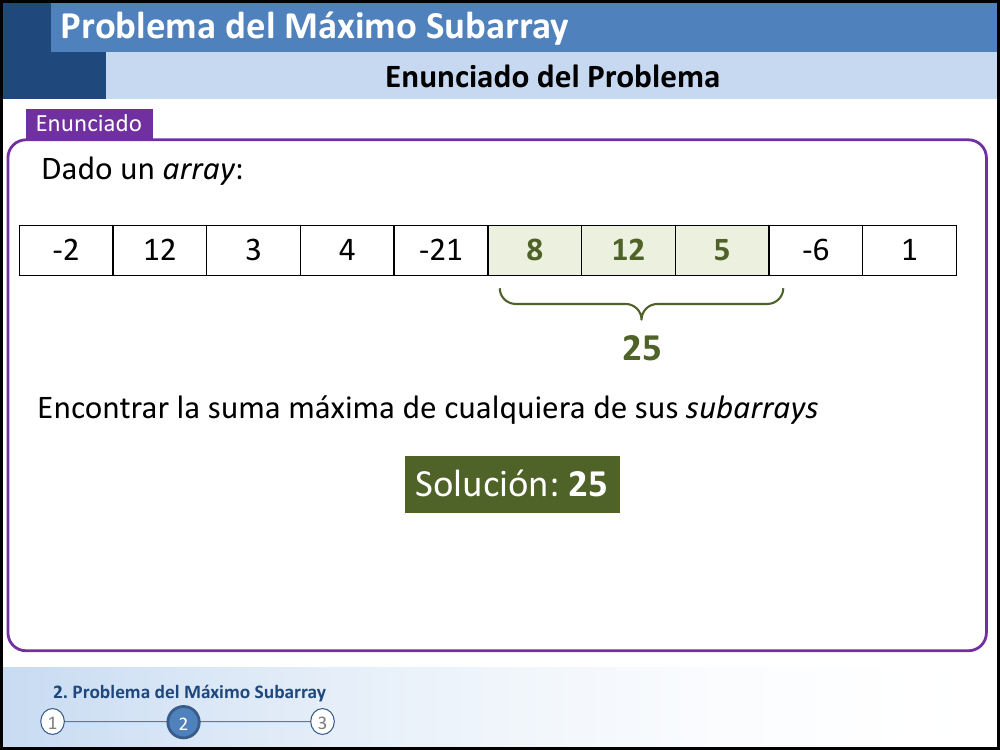 Problema del Máximo Subarray
Enunciado del Problema
Enunciado
Dado un array:
-2 12 3 4 -21 8 12 5 -6 1
25
Encontrar la suma máxima de cualquiera de sus subarrays
Solución: 25
2. Problema del Máximo Subarray
1 2 3